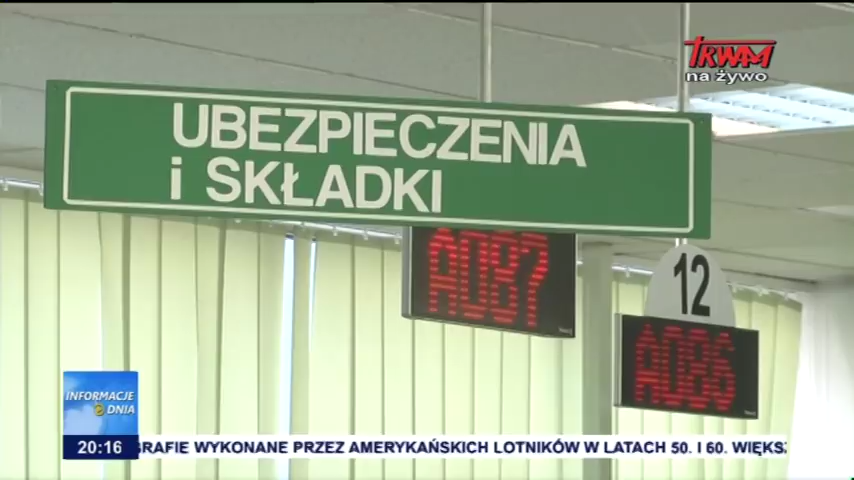 TRWAM
na żywo
UBEZPIECZENIA
i SKŁADKI
A087
12
A086
INFORMACJE
DNIA
20:16
GRAFIE WYKONANE PRZEZ AMERYKAŃSKICH LOTNIKÓW W LATACH 50. I 60. WIĘKSZ